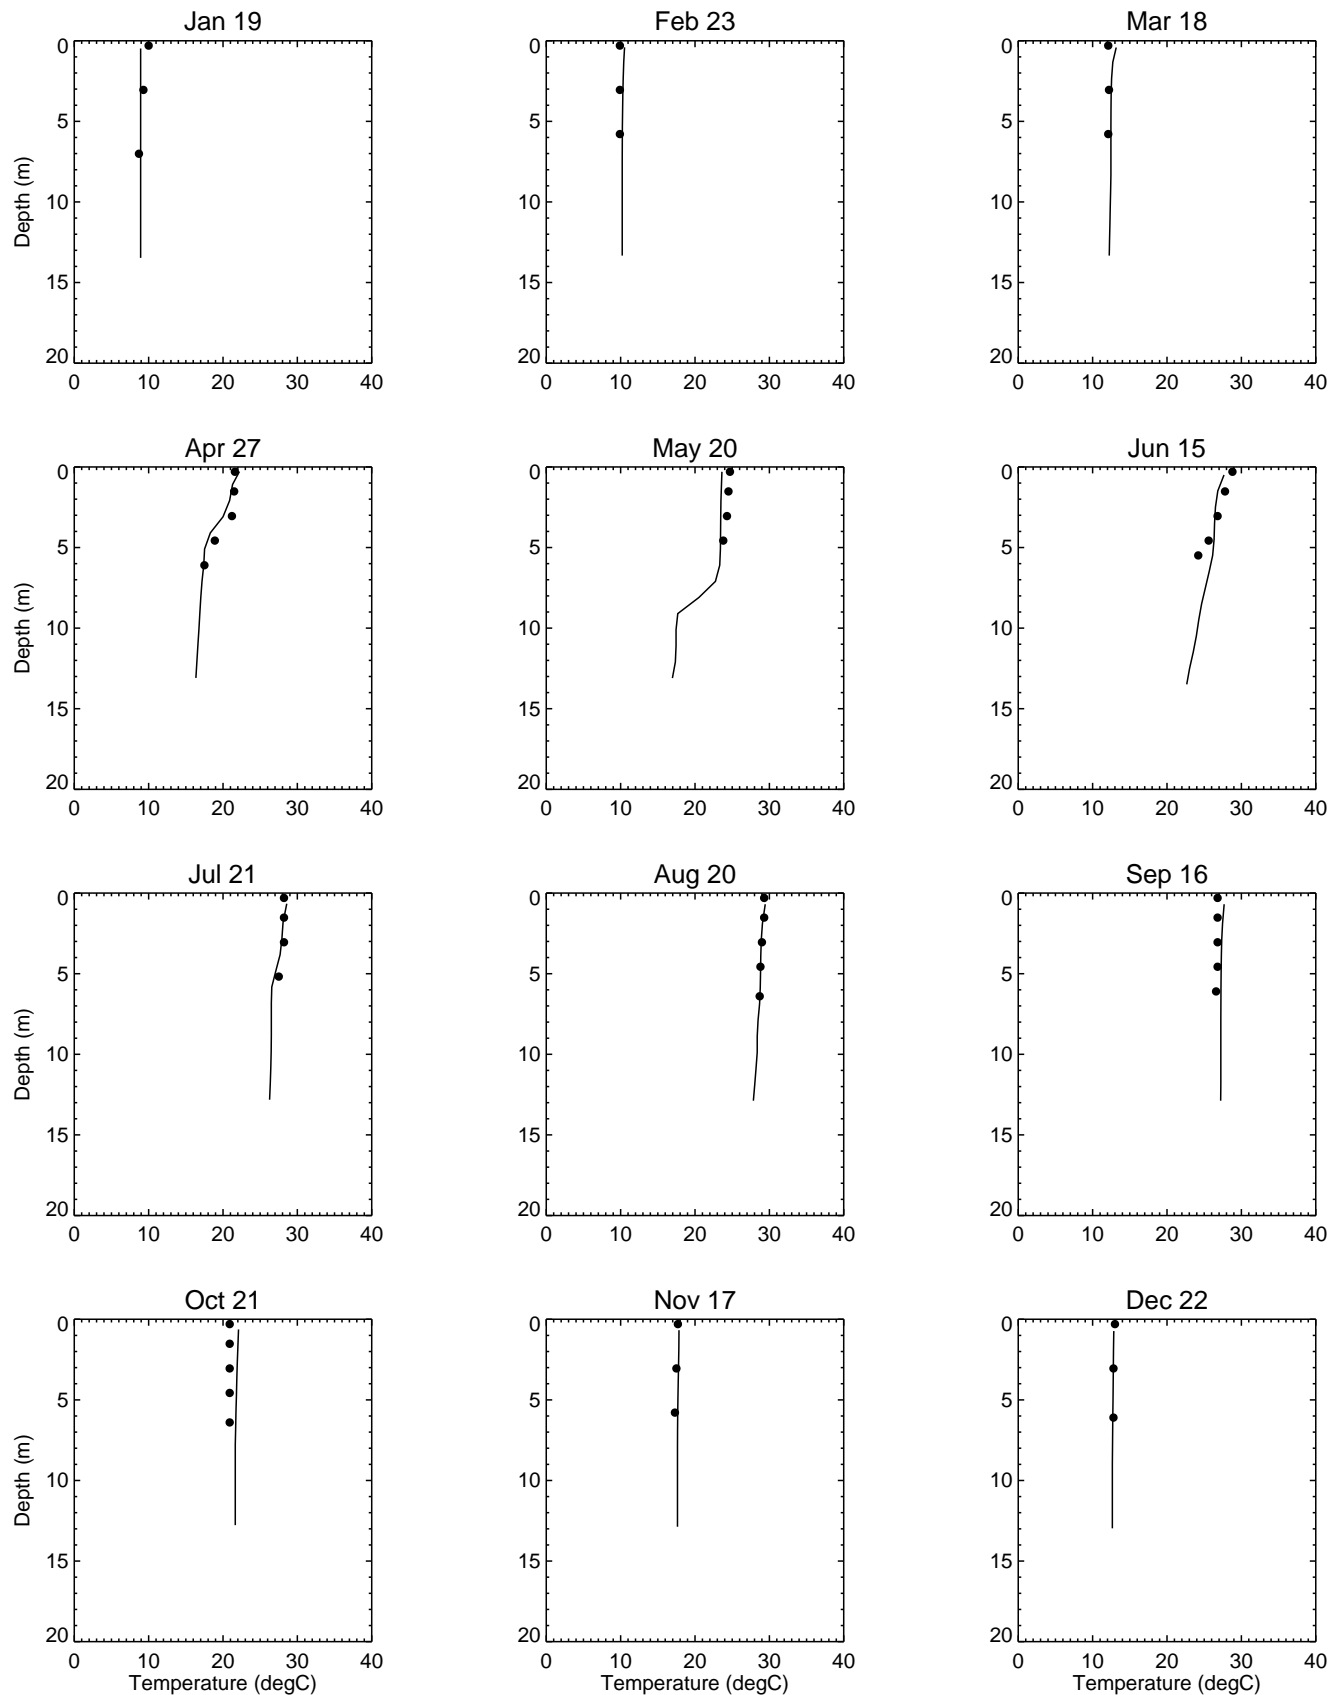 Jan 19 Feb 23 Mar 18
0 0 0
5 5 5
10 10 10
15 15 15
20 20 20
Depth (m)
0 10 20 30 40 0 10 20 30 40 0 10 20 30 40
Apr 27 May 20 Jun 15
0 0 0
5 5 5
10 10 10
15 15 15
20 20 20
Depth (m)
0 10 20 30 40 0 10 20 30 40 0 10 20 30 40
Jul 21 Aug 20 Sep 16
0 0 0
5 5 5
10 10 10
15 15 15
20 20 20
Depth (m)
0 10 20 30 40 0 10 20 30 40 0 10 20 30 40
Oct 21 Nov 17 Dec 22
0 0 0
5 5 5
10 10 10
15 15 15
20 20 20
Depth (m)
0 10 20 30 40 0 10 20 30 40 0 10 20 30 40
Temperature (degC) Temperature (degC) Temperature (degC)